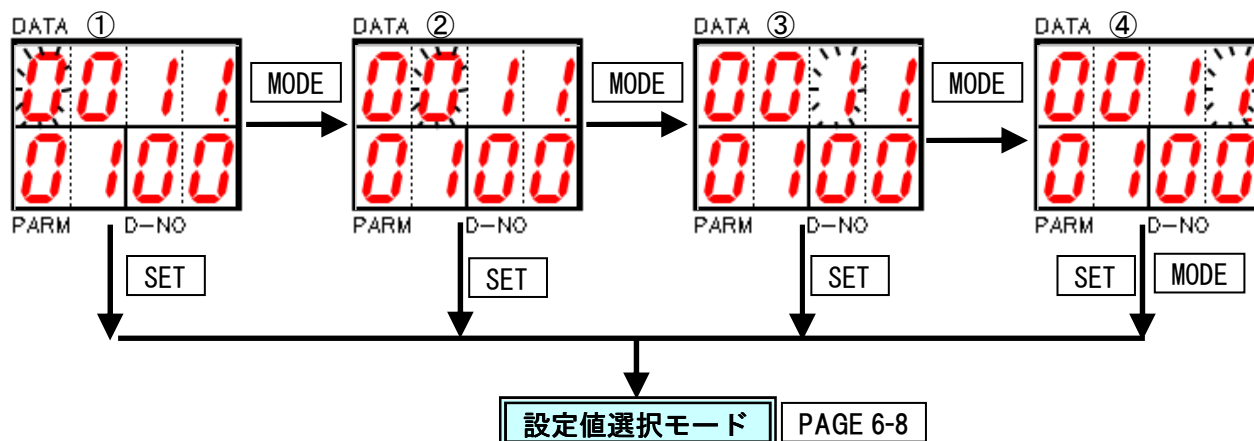 DATA ① DATA ② DATA ③ DATA ④
0011. MODE 0011. MODE 0011. MODE 0011.
0100 0100 0100 0100
PARM D-NO PARM D-NO PARM D-NO PARM D-NO
SET SET SET SET MODE
設定値選択モード PAGE 6-8